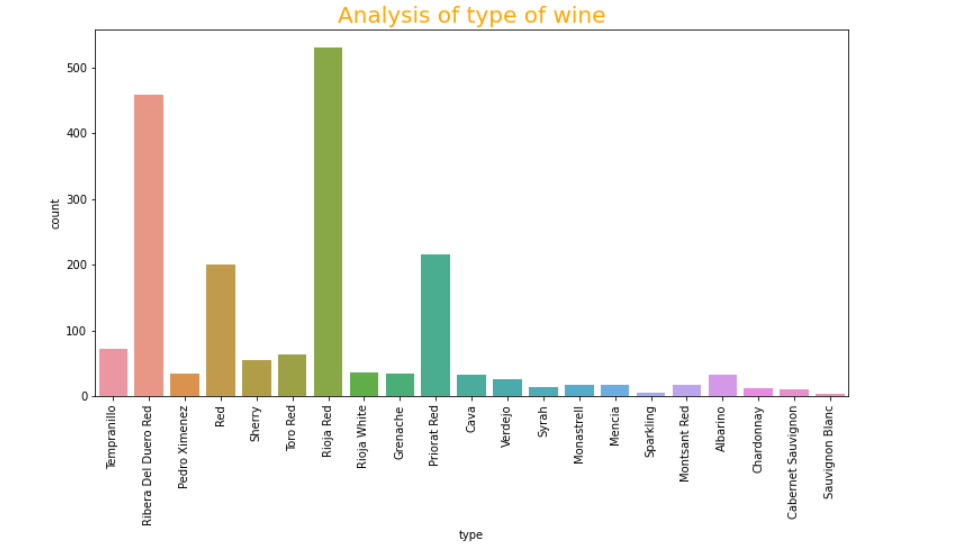 Analysis of type of wine
500
400
300
200
100
0
count
Tempranillo
Ribera Del Duero Red
Pedro Ximenez
Red
Sherry
Toro Red
Rioja Red
Rioja White
Grenache
Priorat Red
Cava
Verdejo
Syrah
Monastrell
Mencia
Sparkling
Montsant Red
Albarino
Chardonnay
Cabernet Sauvignon
Sauvignon Blanc
type